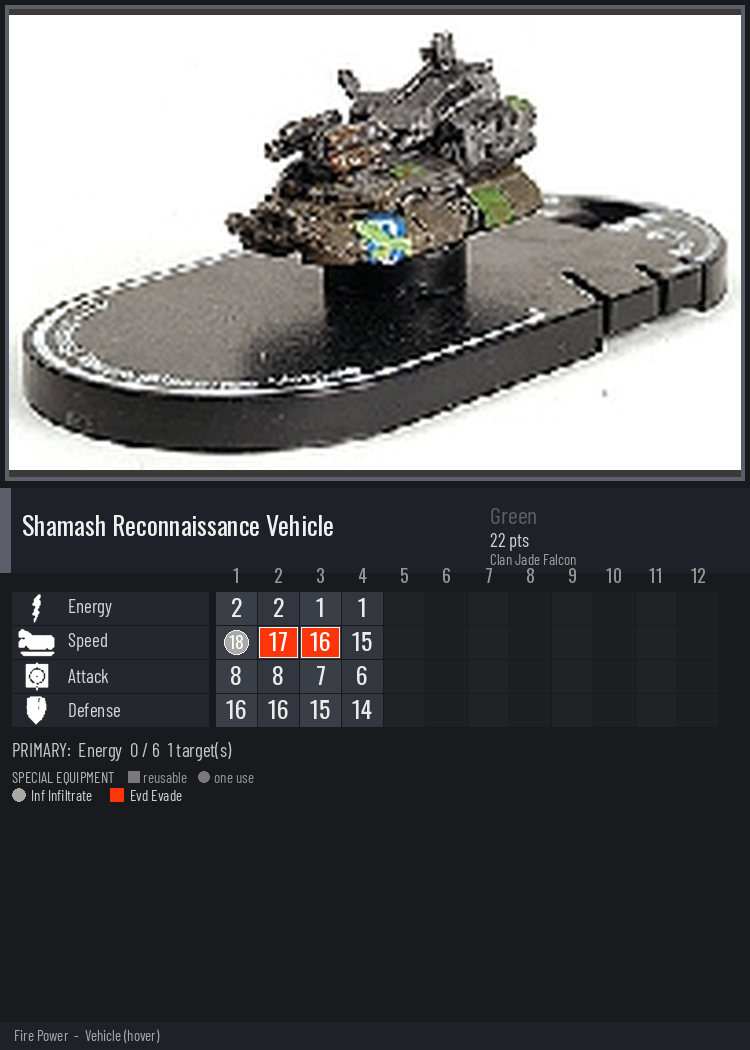 Shamash Reconnaissance Vehicle
Green
22 pts
Clan Jade Falcon
1 2 3 4 5 6 7 8 9 10 11 12
Energy 2 2 1 1
Speed 18 17 16 15
Attack 8 8 7 6
Defense 16 16 15 14
PRIMARY: Energy 0 / 6 1 target(s)
SPECIAL EQUIPMENT reusable one use
Inf Infiltrate Evd Evade
Fire Power - Vehicle (hover)